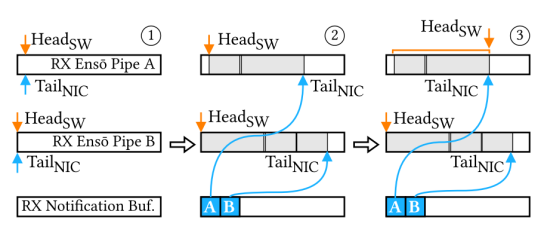 1
Head_SW
RX Ensō Pipe A
Tail_NIC
Head_SW
RX Ensō Pipe B
Tail_NIC
RX Notification Buf.
2
Head_SW
Tail_NIC
Head_SW
Tail_NIC
A B
3
Head_SW
Tail_NIC
Head_SW
Tail_NIC
A B